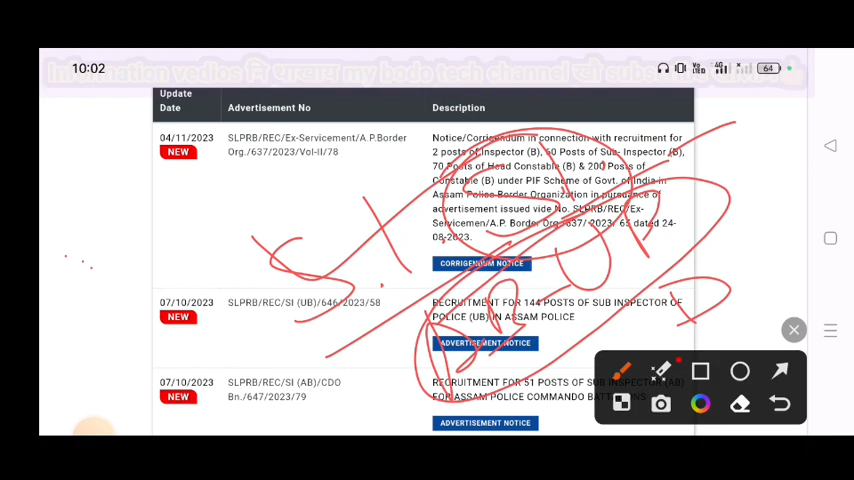 10:02
Vo LTE 4G 64
Information vedios नि थाखाय my bodo tech channel खौ subs
Update Date Advertisement No Description
04/11/2023 SLPRB/REC/Ex-Servicement/A.P.Border Notice/Corrigendum in connection with recruitment for
NEW Org./637/2023/Vol-II/78 2 posts of Inspector (B), 60 Posts of Sub- Inspector (B),
70 Posts of Head Constable (B) & 200 Posts of
Constable (B) under PIF Scheme of Govt. of India in
Assam Police Border Organization in pursuance of
advertisement issued vide No. SLPRB/REC/Ex-
Servicemen/A.P. Border Org./637/ 2023/ 65 dated 24-
08-2023.
CORRIGENDUM NOTICE
07/10/2023 SLPRB/REC/SI (UB)/646/2023/58 RECRUITMENT FOR 144 POSTS OF SUB INSPECTOR OF
NEW POLICE (UB) IN ASSAM POLICE
ADVERTISEMENT NOTICE
07/10/2023 SLPRB/REC/SI (AB)/CDO RECRUITMENT FOR 51 POSTS OF SUB INSPECTOR (AB)
NEW Bn./647/2023/79 FOR ASSAM POLICE COMMANDO BATTALIONS
ADVERTISEMENT NOTICE